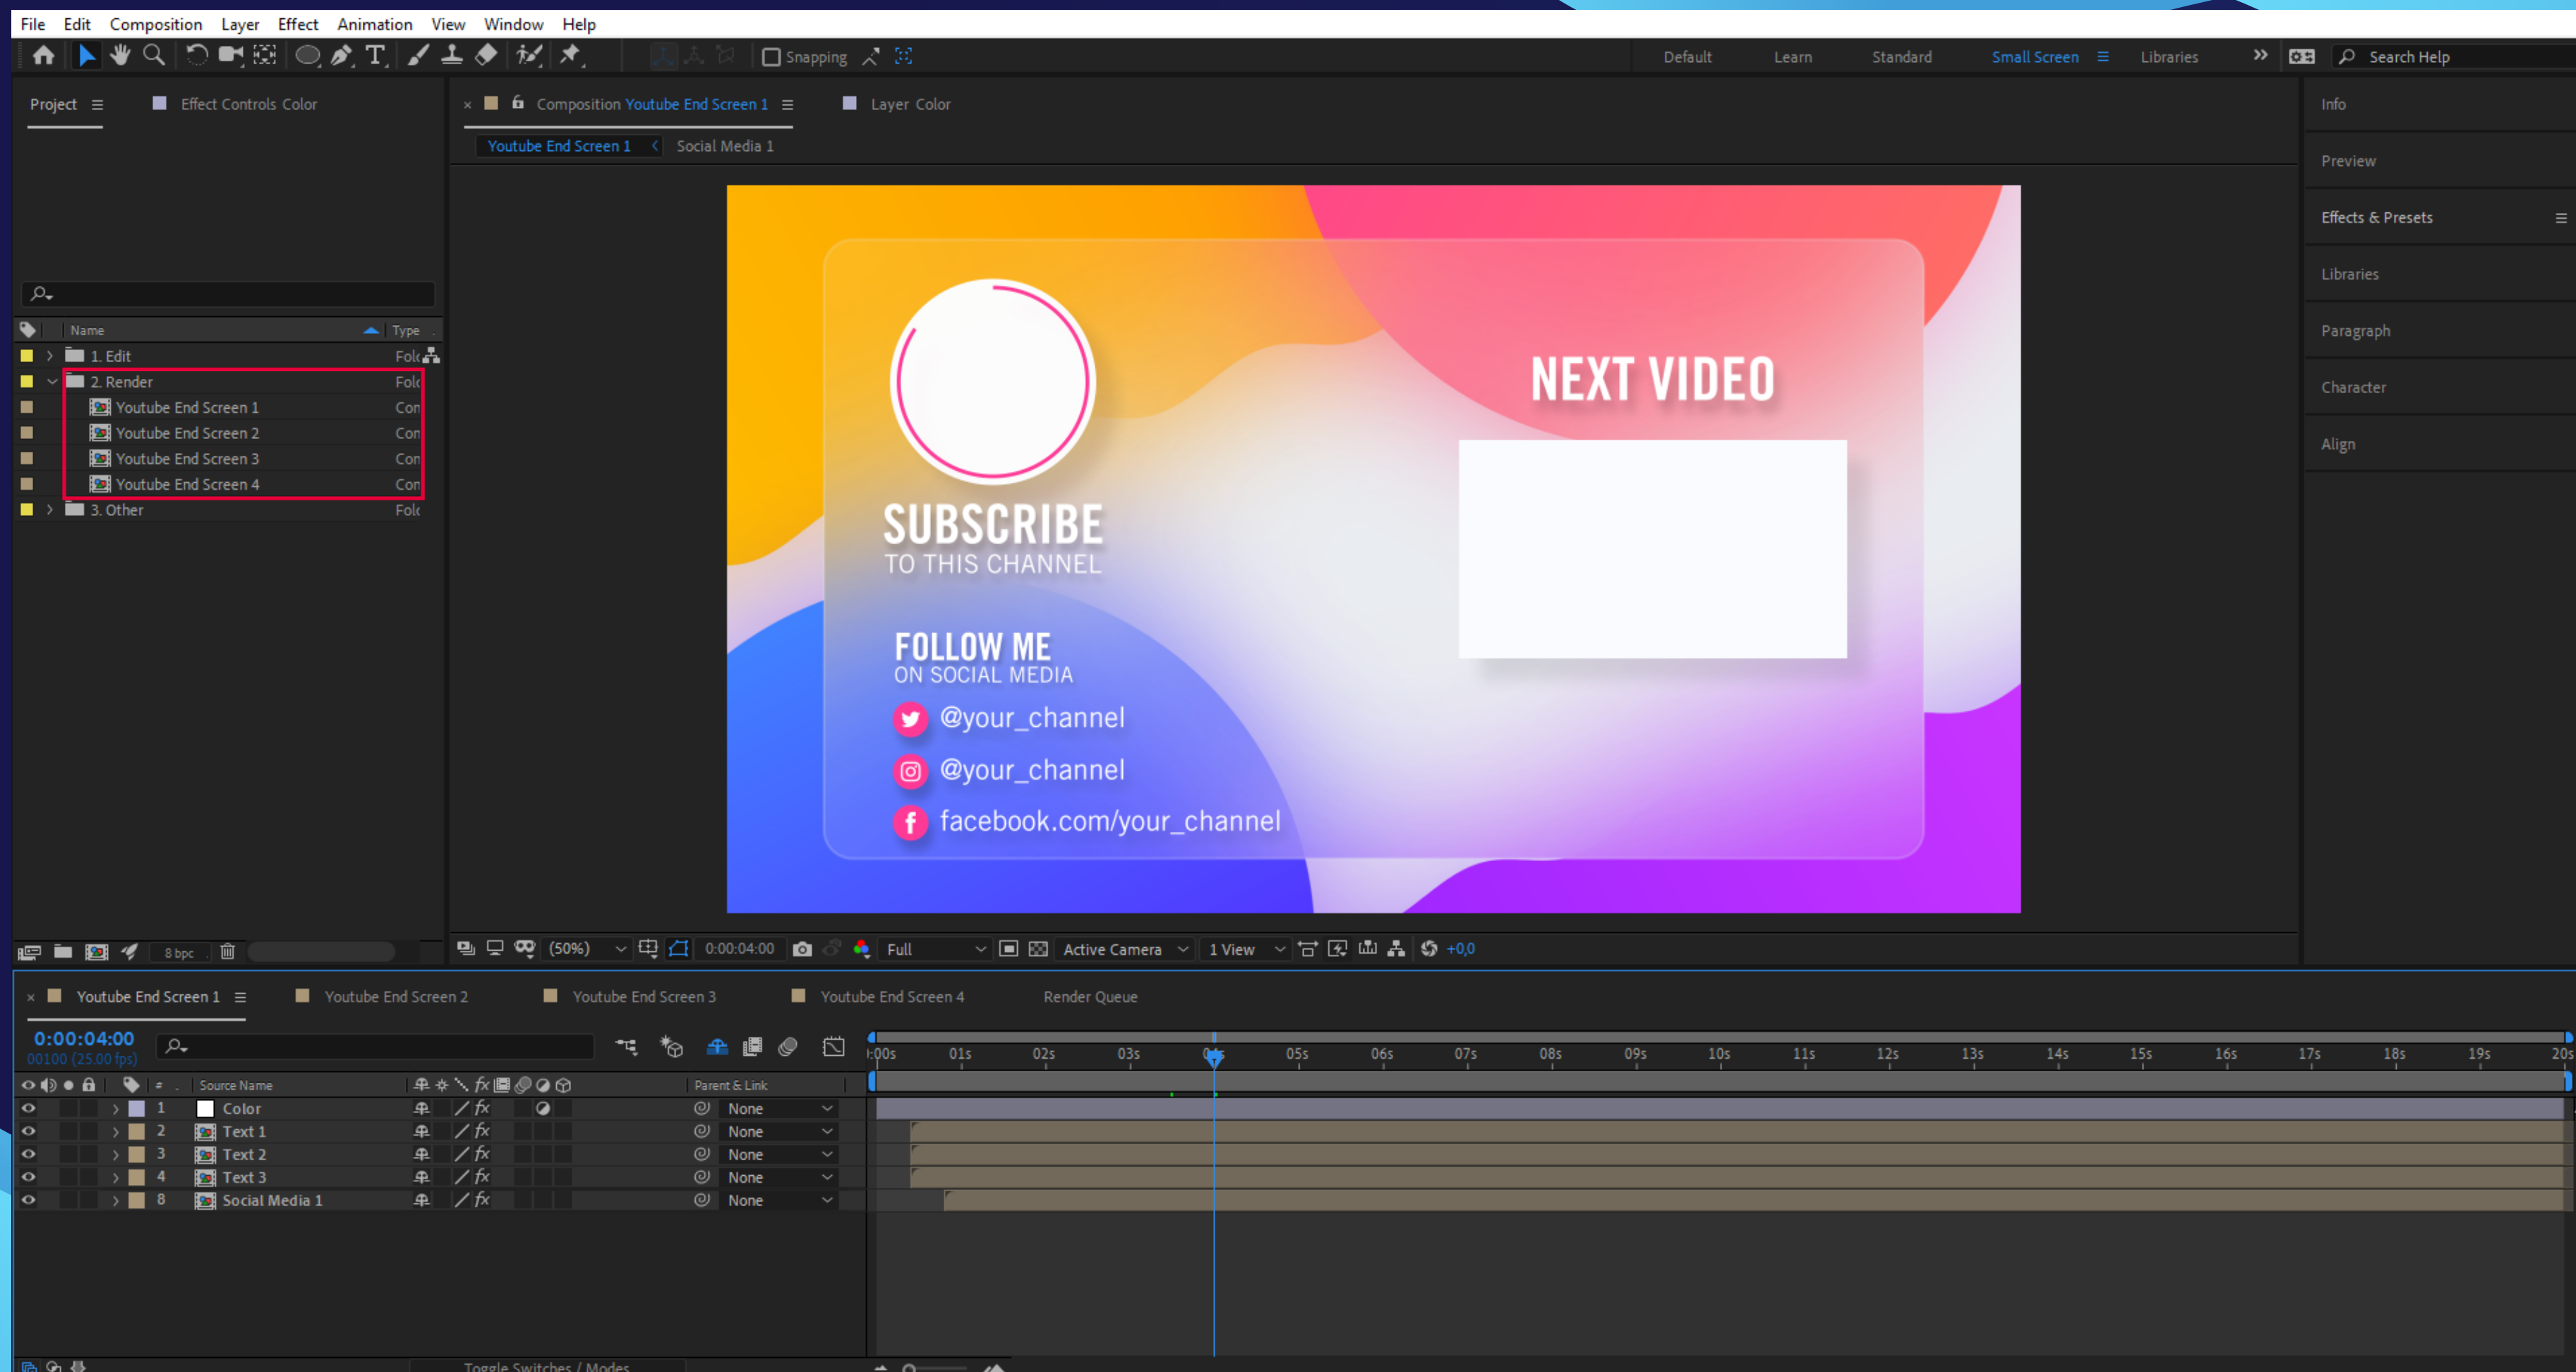 File Edit Composition Layer Effect Animation View Window Help
Snapping
Default Learn Standard Small Screen Libraries Search Help
Project Effect Controls Color
Composition Youtube End Screen 1 Layer Color
Youtube End Screen 1 Social Media 1
Name Type
1. Edit
2. Render
Youtube End Screen 1
Youtube End Screen 2
Youtube End Screen 3
Youtube End Screen 4
3. Other
SUBSCRIBE
TO THIS CHANNEL
FOLLOW ME
ON SOCIAL MEDIA
@your_channel
@your_channel
facebook.com/your_channel
NEXT VIDEO
Info
Preview
Effects & Presets
Libraries
Paragraph
Character
Align
8 bpc
(50%) 0:00:04:00 Full Active Camera 1 View +0,0
Youtube End Screen 1 Youtube End Screen 2 Youtube End Screen 3 Youtube End Screen 4 Render Queue
0:00:04:00
00100 (25.00 fps)
:00s 01s 02s 03s 05s 06s 07s 08s 09s 10s 11s 12s 13s 14s 15s 16s 17s 18s 19s 20s
# Source Name fx Parent & Link
1 Color fx None
2 Text 1 fx None
3 Text 2 fx None
4 Text 3 fx None
8 Social Media 1 fx None
Toggle Switches / Modes